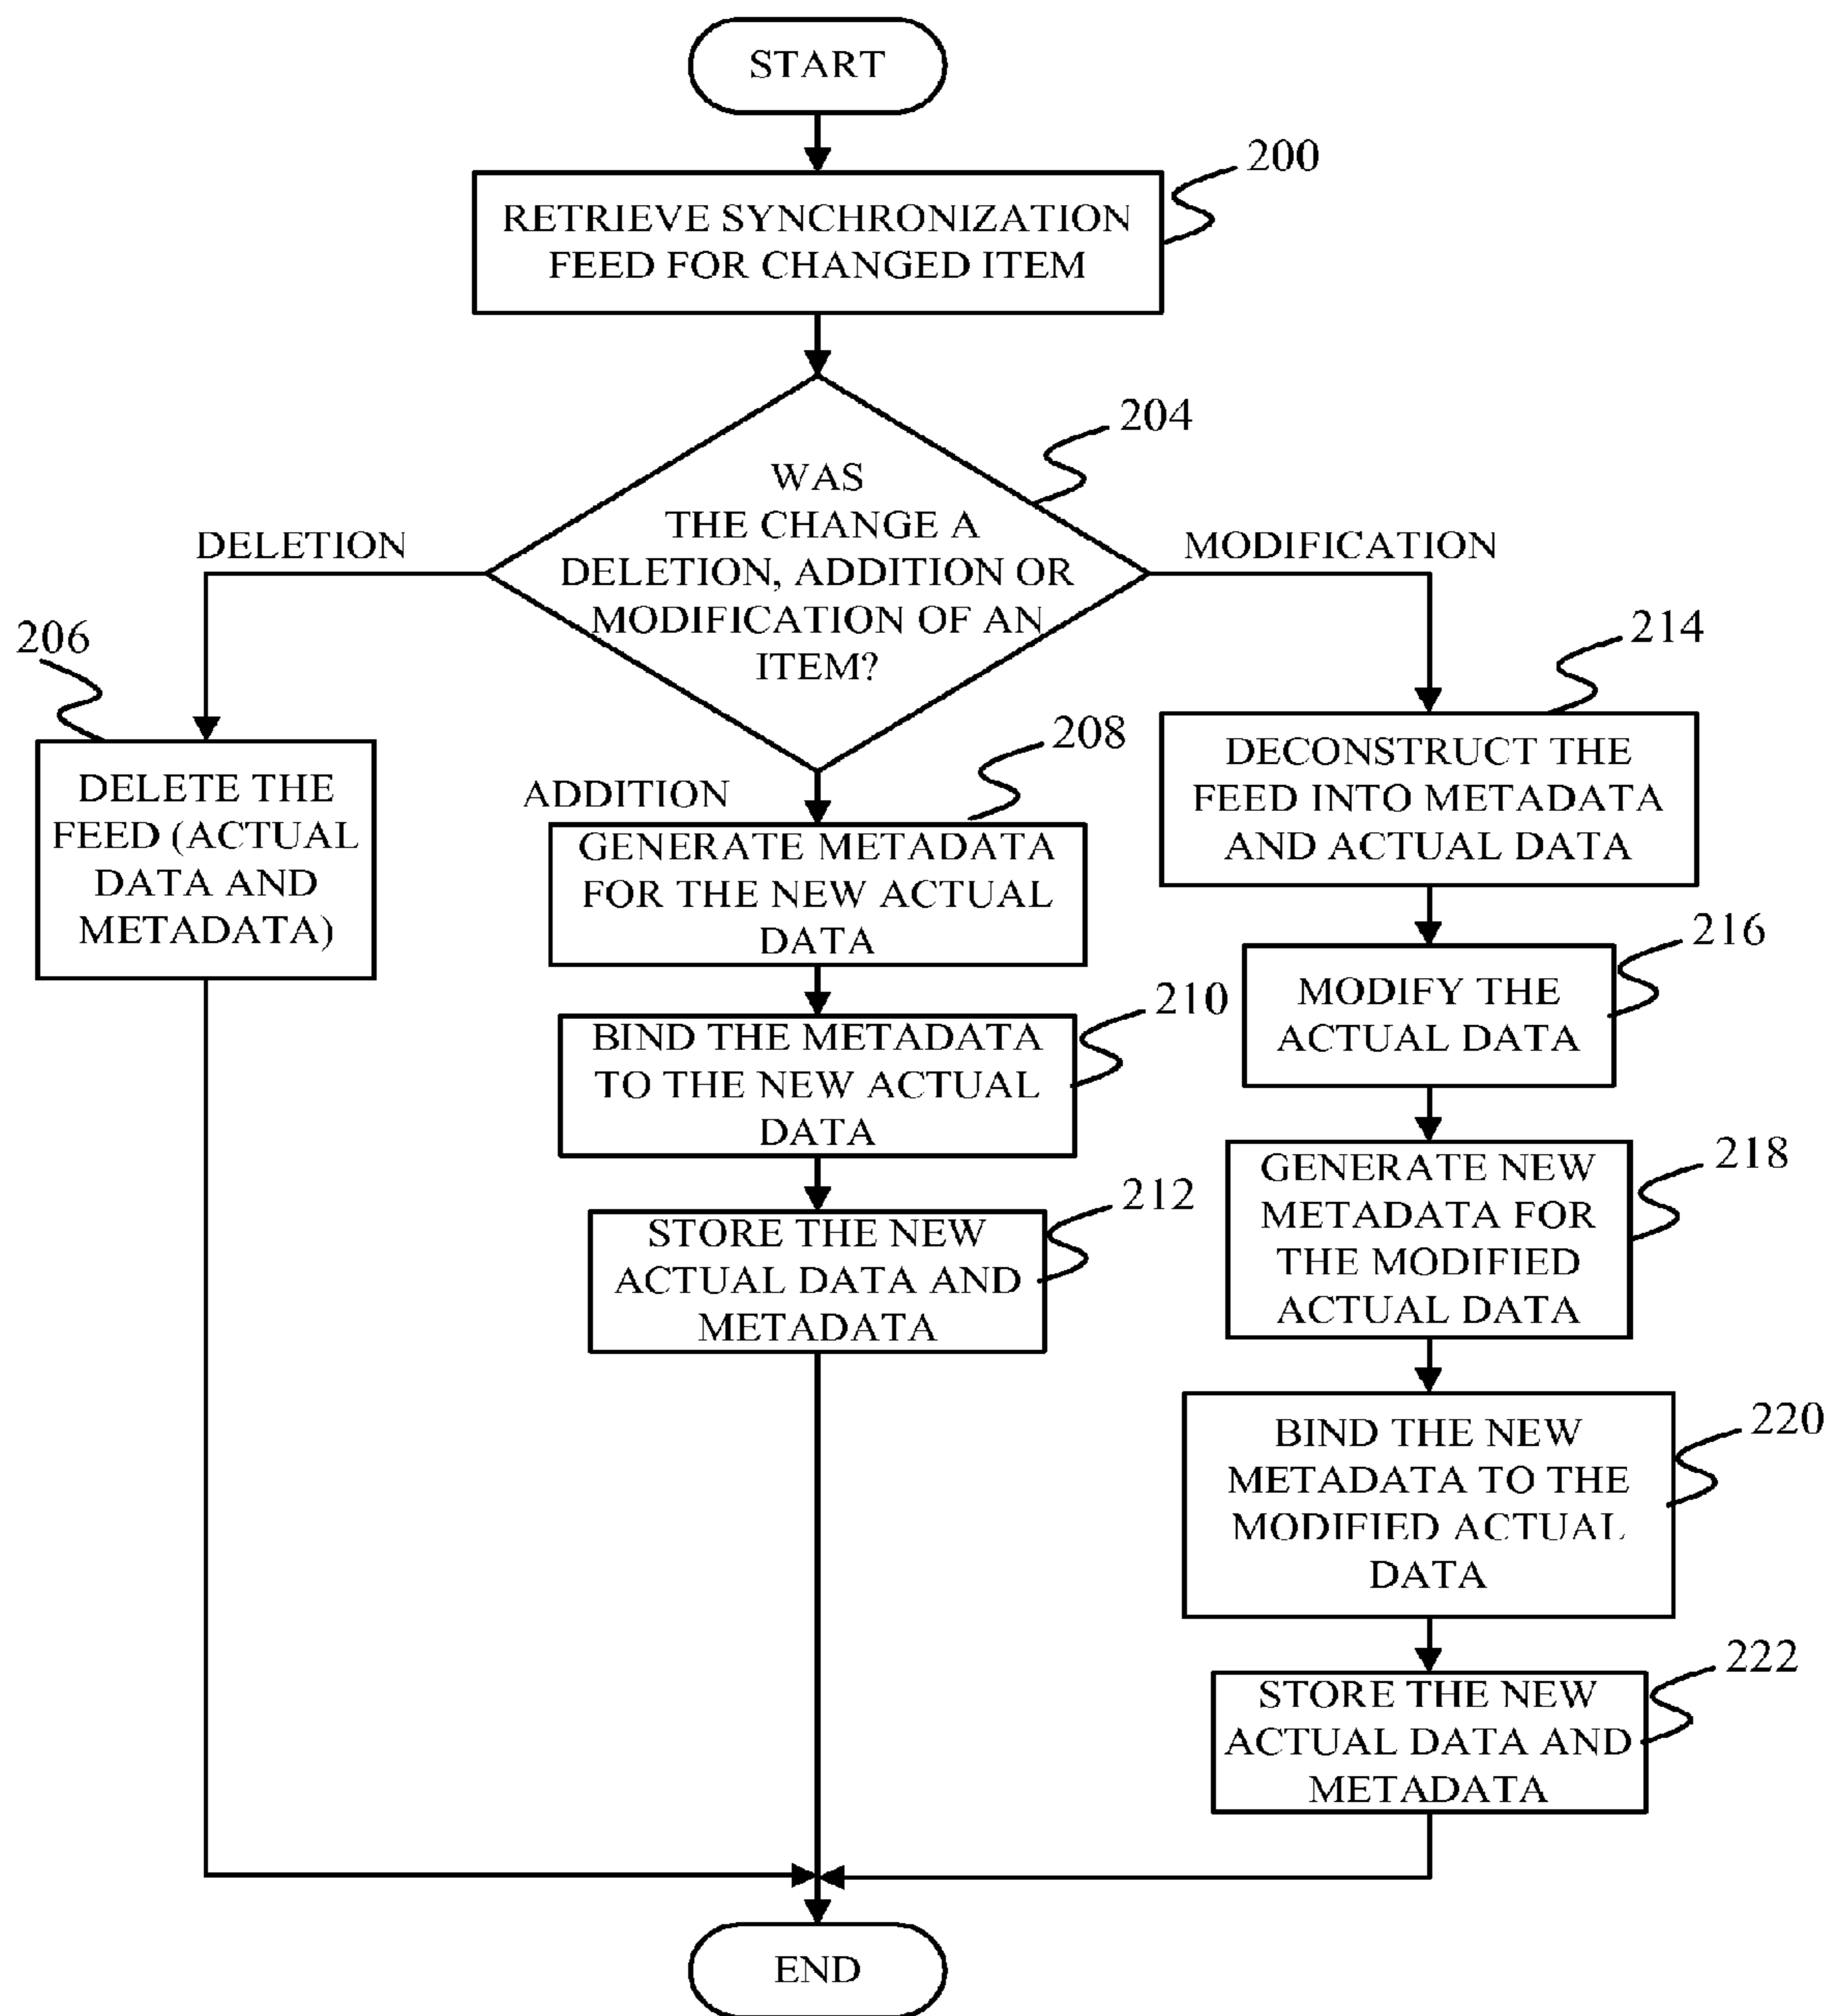 START
200
RETRIEVE SYNCHRONIZATION
FEED FOR CHANGED ITEM
204
WAS
THE CHANGE A
DELETION, ADDITION OR
MODIFICATION OF AN
ITEM?
DELETION
MODIFICATION
206
DELETE THE
FEED (ACTUAL
DATA AND
METADATA)
ADDITION
208
GENERATE METADATA
FOR THE NEW ACTUAL
DATA
210
BIND THE METADATA
TO THE NEW ACTUAL
DATA
212
STORE THE NEW
ACTUAL DATA AND
METADATA
214
DECONSTRUCT THE
FEED INTO METADATA
AND ACTUAL DATA
216
MODIFY THE
ACTUAL DATA
218
GENERATE NEW
METADATA FOR
THE MODIFIED
ACTUAL DATA
220
BIND THE NEW
METADATA TO THE
MODIFIED ACTUAL
DATA
222
STORE THE NEW
ACTUAL DATA AND
METADATA
END